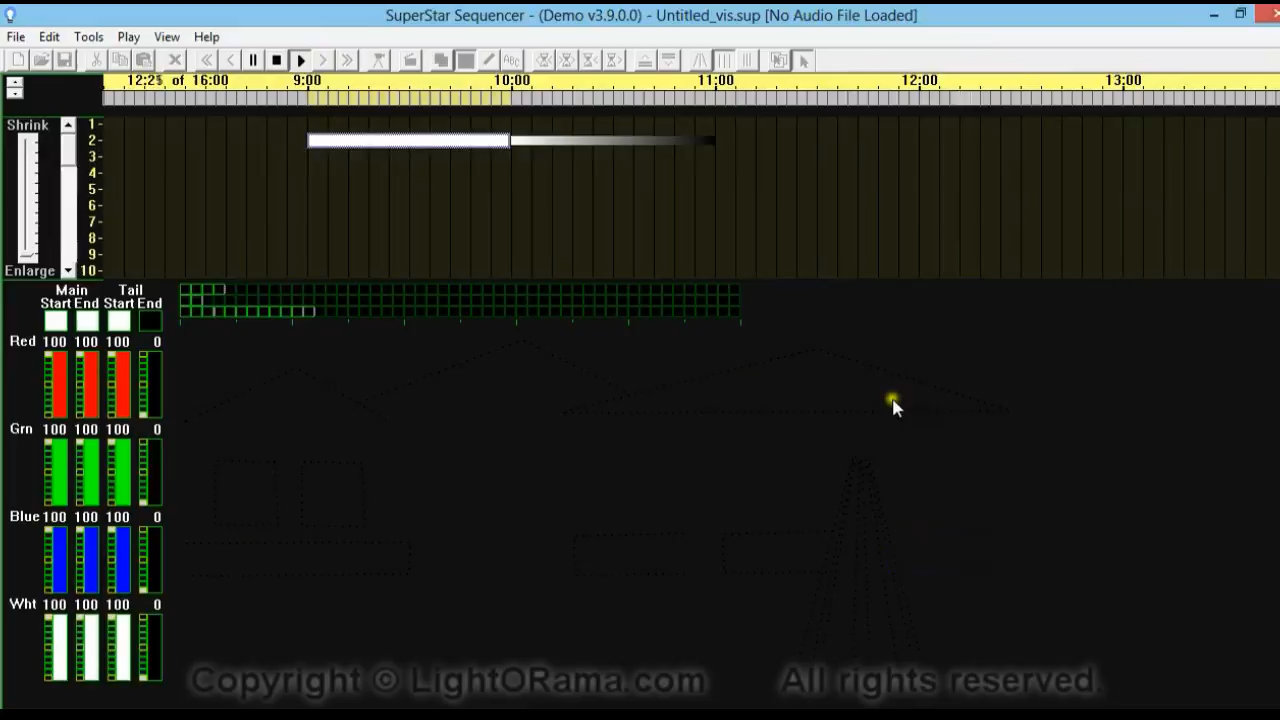 SuperStar Sequencer - (Demo v3.9.0.0) - Untitled_vis.sup [No Audio File Loaded]
File Edit Tools Play View Help
Abc
12:25 of 16:00 9:00 10:00 11:00 12:00 13:00
Shrink
1
2
3
4
5
6
7
8
9
10
Enlarge
Main Tail
Start End Start End
Red 100 100 100 0
Grn 100 100 100 0
Blue 100 100 100 0
Wht 100 100 100 0
Copyright © LightORama.com All rights reserved.